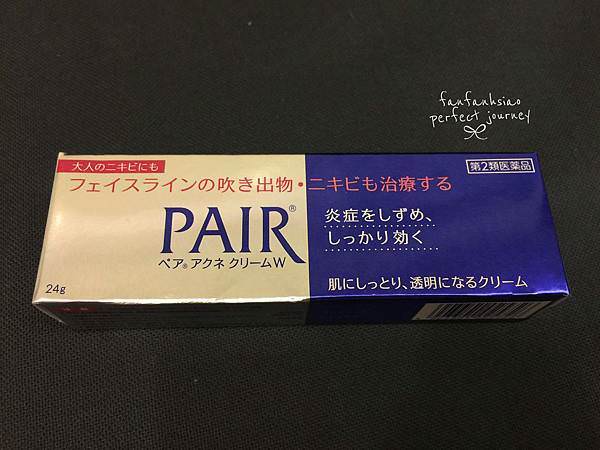 fanfanhsiao
perfect journey
大人のニキビにも
第2類医薬品
フェイスラインの吹き出物・ニキビも治療する
PAIR®
ペア® アクネ クリームW
炎症をしずめ、
しっかり効く
24g
肌にしっとり、透明になるクリーム